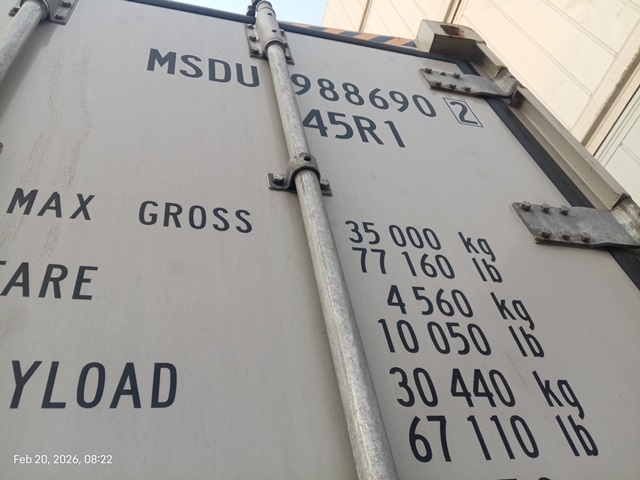 MSDU 988690 2
45R1
MAX GROSS 35 000 kg
77 160 lb
TARE 4 560 kg
10 050 lb
YLOAD 30 440 kg
67 110 lb
Feb 20, 2026, 08:22